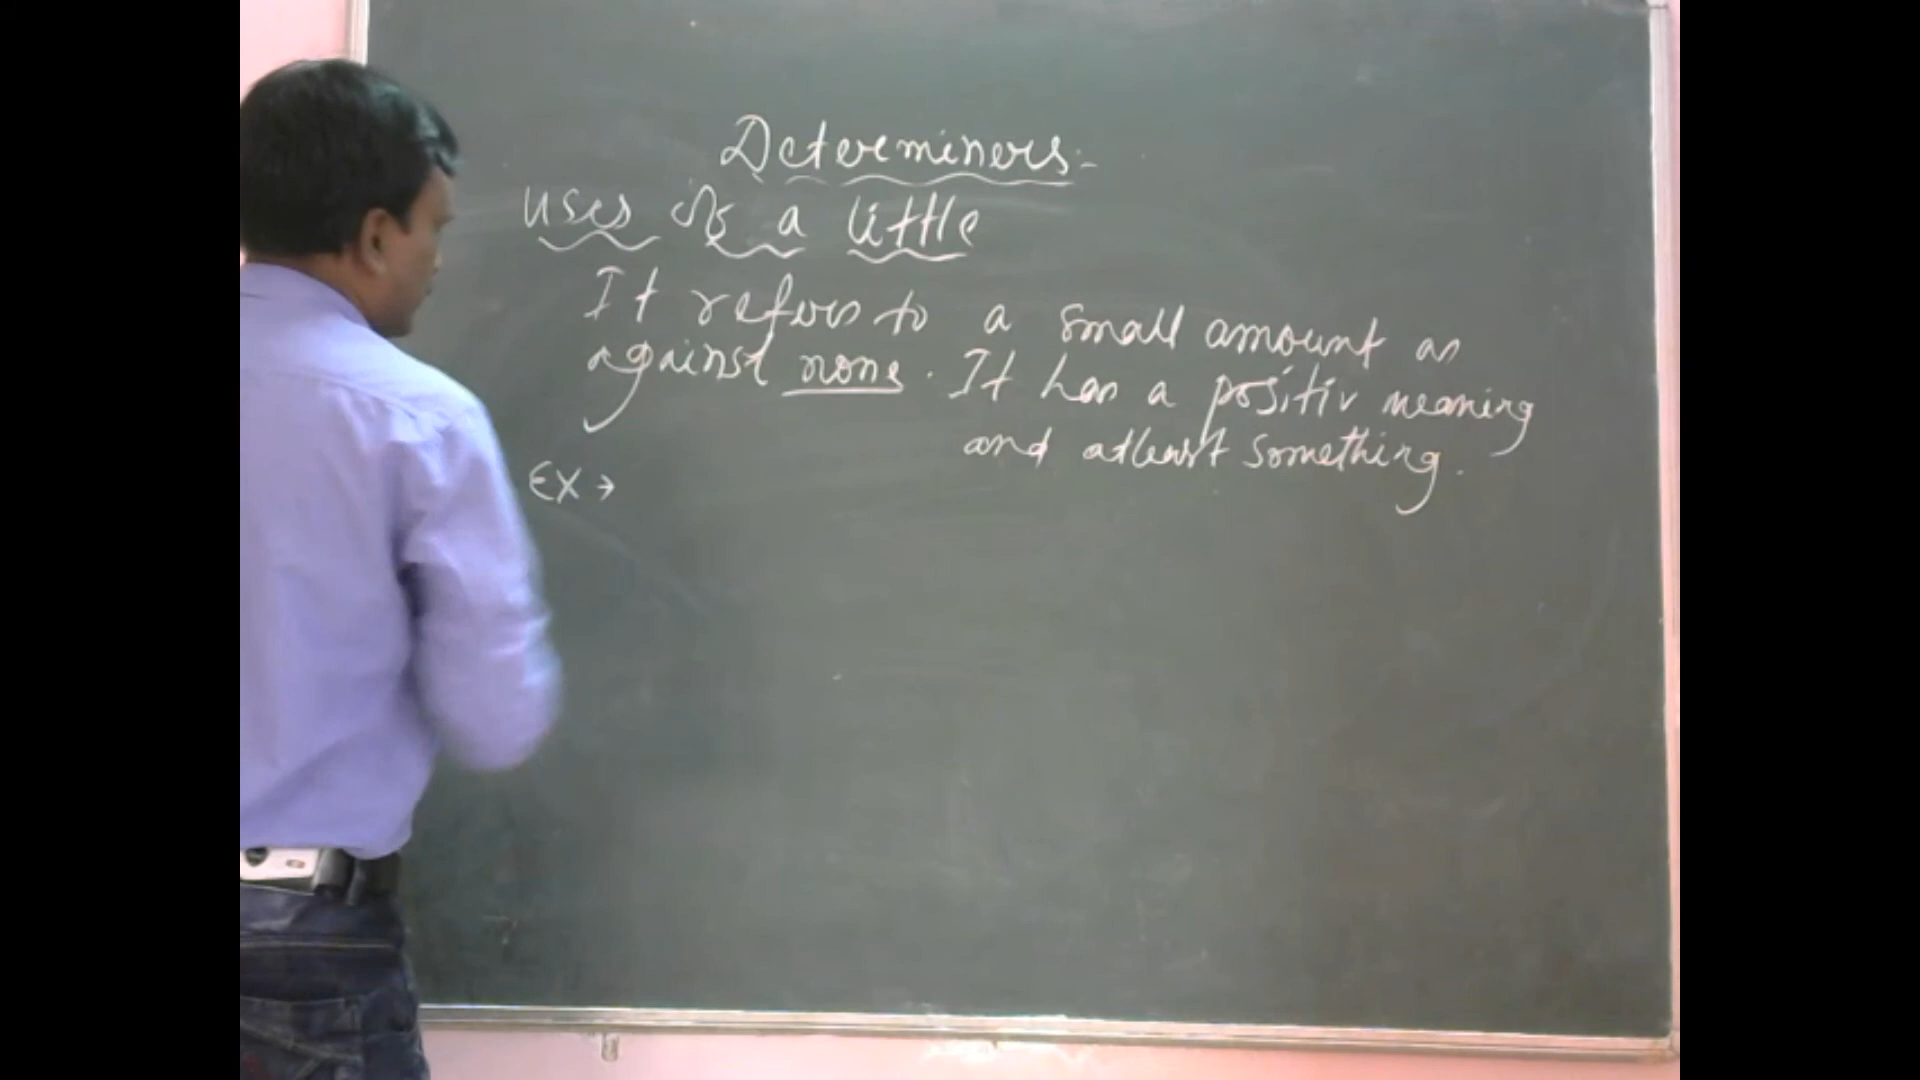 Determiners:-
Uses of a little
It refers to a small amount as
against none. It has a positiv meaning
and atleast something.
Ex →